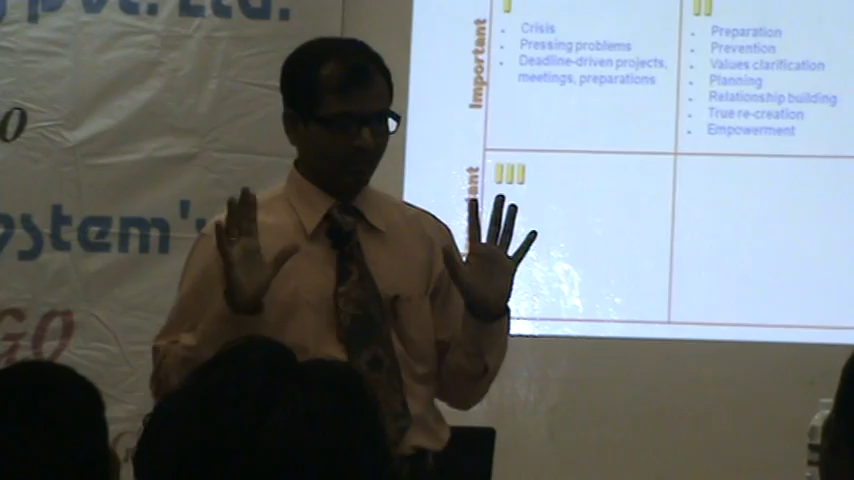 pvt. Ltd.
ystem's
GO
Important
I
Crisis
Pressing problems
Deadline-driven projects,
meetings, preparations
II
Preparation
Prevention
Values clarification
Planning
Relationship building
True re-creation
Empowerment
III